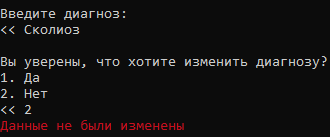 Введите диагноз:
<< Сколиоз
Вы уверены, что хотите изменить диагнозу?
1. Да
2. Нет
<< 2
Данные не были изменены